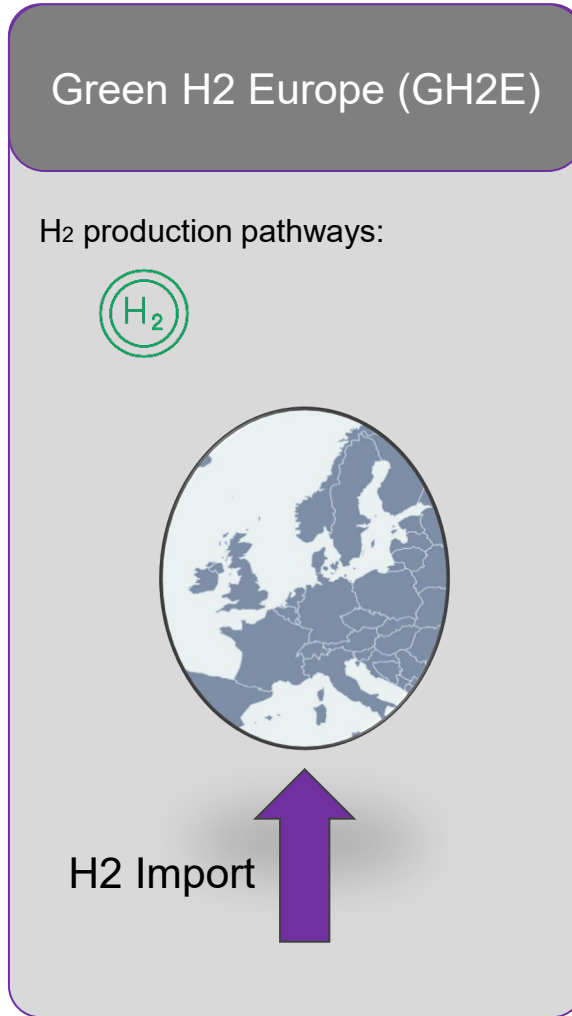 Green H2 Europe (GH2E)
H₂ production pathways:
H₂
H2 Import